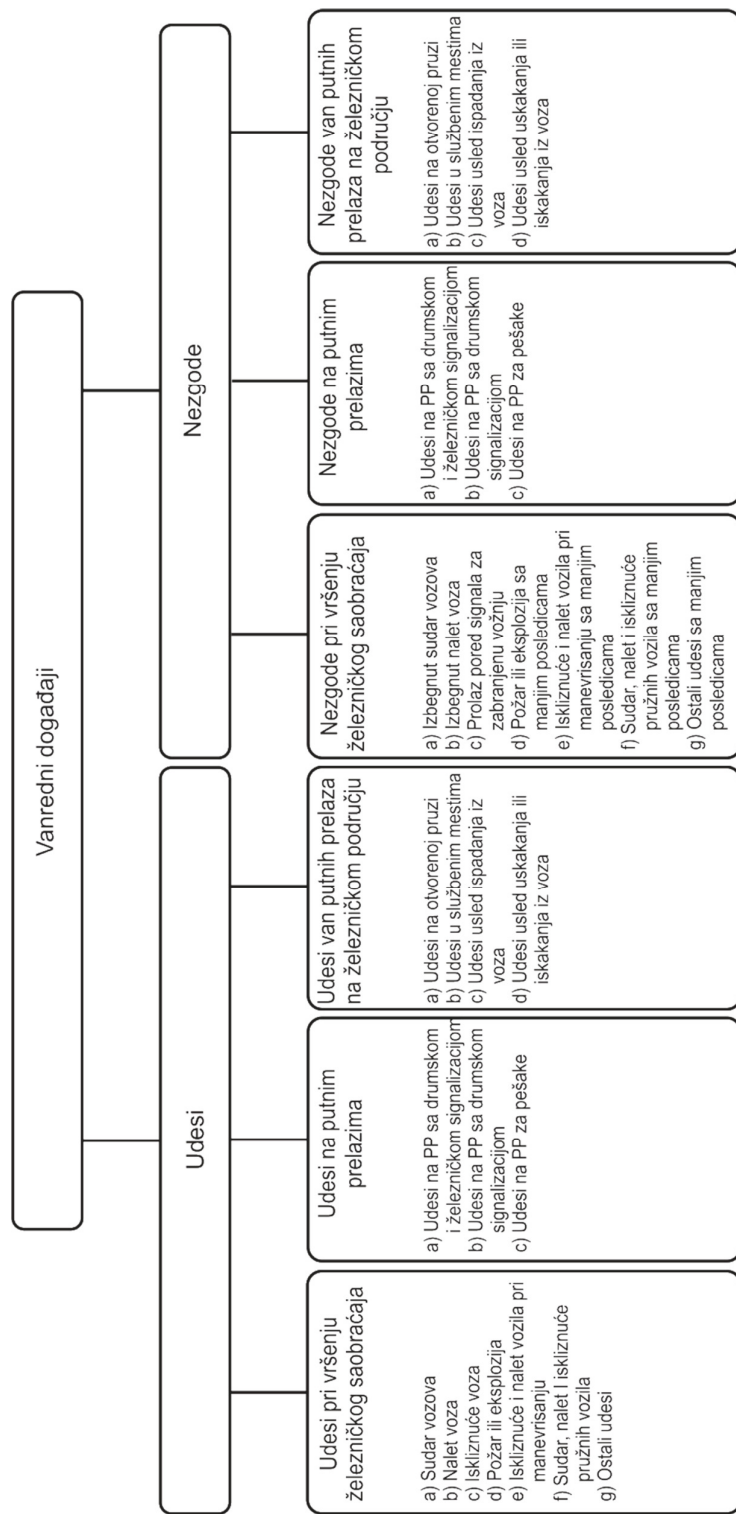 Vanredni događaji
Udesi
Nezgode
Udesi pri vršenju
železničkog saobraćaja
a) Sudar vozova
b) Nalet voza
c) Iskliznuće voza
d) Požar ili eksplozija
e) Iskliznuće i nalet vozila pri
manevrisanju
f) Sudar, nalet I iskliznuće
pružnih vozila
g) Ostali udesi
Udesi na putnim
prelazima
a) Udesi na PP sa drumskom
i železničkom signalizacijom
b) Udesi na PP sa drumskom
signalizacijom
c) Udesi na PP za pešake
Udesi van putnih prelaza
na železničkom području
a) Udesi na otvorenoj pruzi
b) Udesi u službenim mestima
c) Udesi usled ispadanja iz
voza
d) Udesi usled uskakanja ili
iskakanja iz voza
Nezgode pri vršenju
železničkog saobraćaja
a) Izbegnut sudar vozova
b) Izbegnut nalet voza
c) Prolaz pored signala za
zabranjenu vožnju
d) Požar ili eksplozija sa
manjim posledicama
e) Iskliznuće i nalet vozila pri
manevrisanju sa manjim
posledicama
f) Sudar, nalet i iskliznuće
pružnih vozila sa manjim
posledicama
g) Ostali udesi sa manjim
posledicama
Nezgode na putnim
prelazima
a) Udesi na PP sa drumskom
i železničkom signalizacijom
b) Udesi na PP sa drumskom
signalizacijom
c) Udesi na PP za pešake
Nezgode van putnih
prelaza na železničkom
području
a) Udesi na otvorenoj pruzi
b) Udesi u službenim mestima
c) Udesi usled ispadanja iz
voza
d) Udesi usled uskakanja ili
iskakanja iz voza